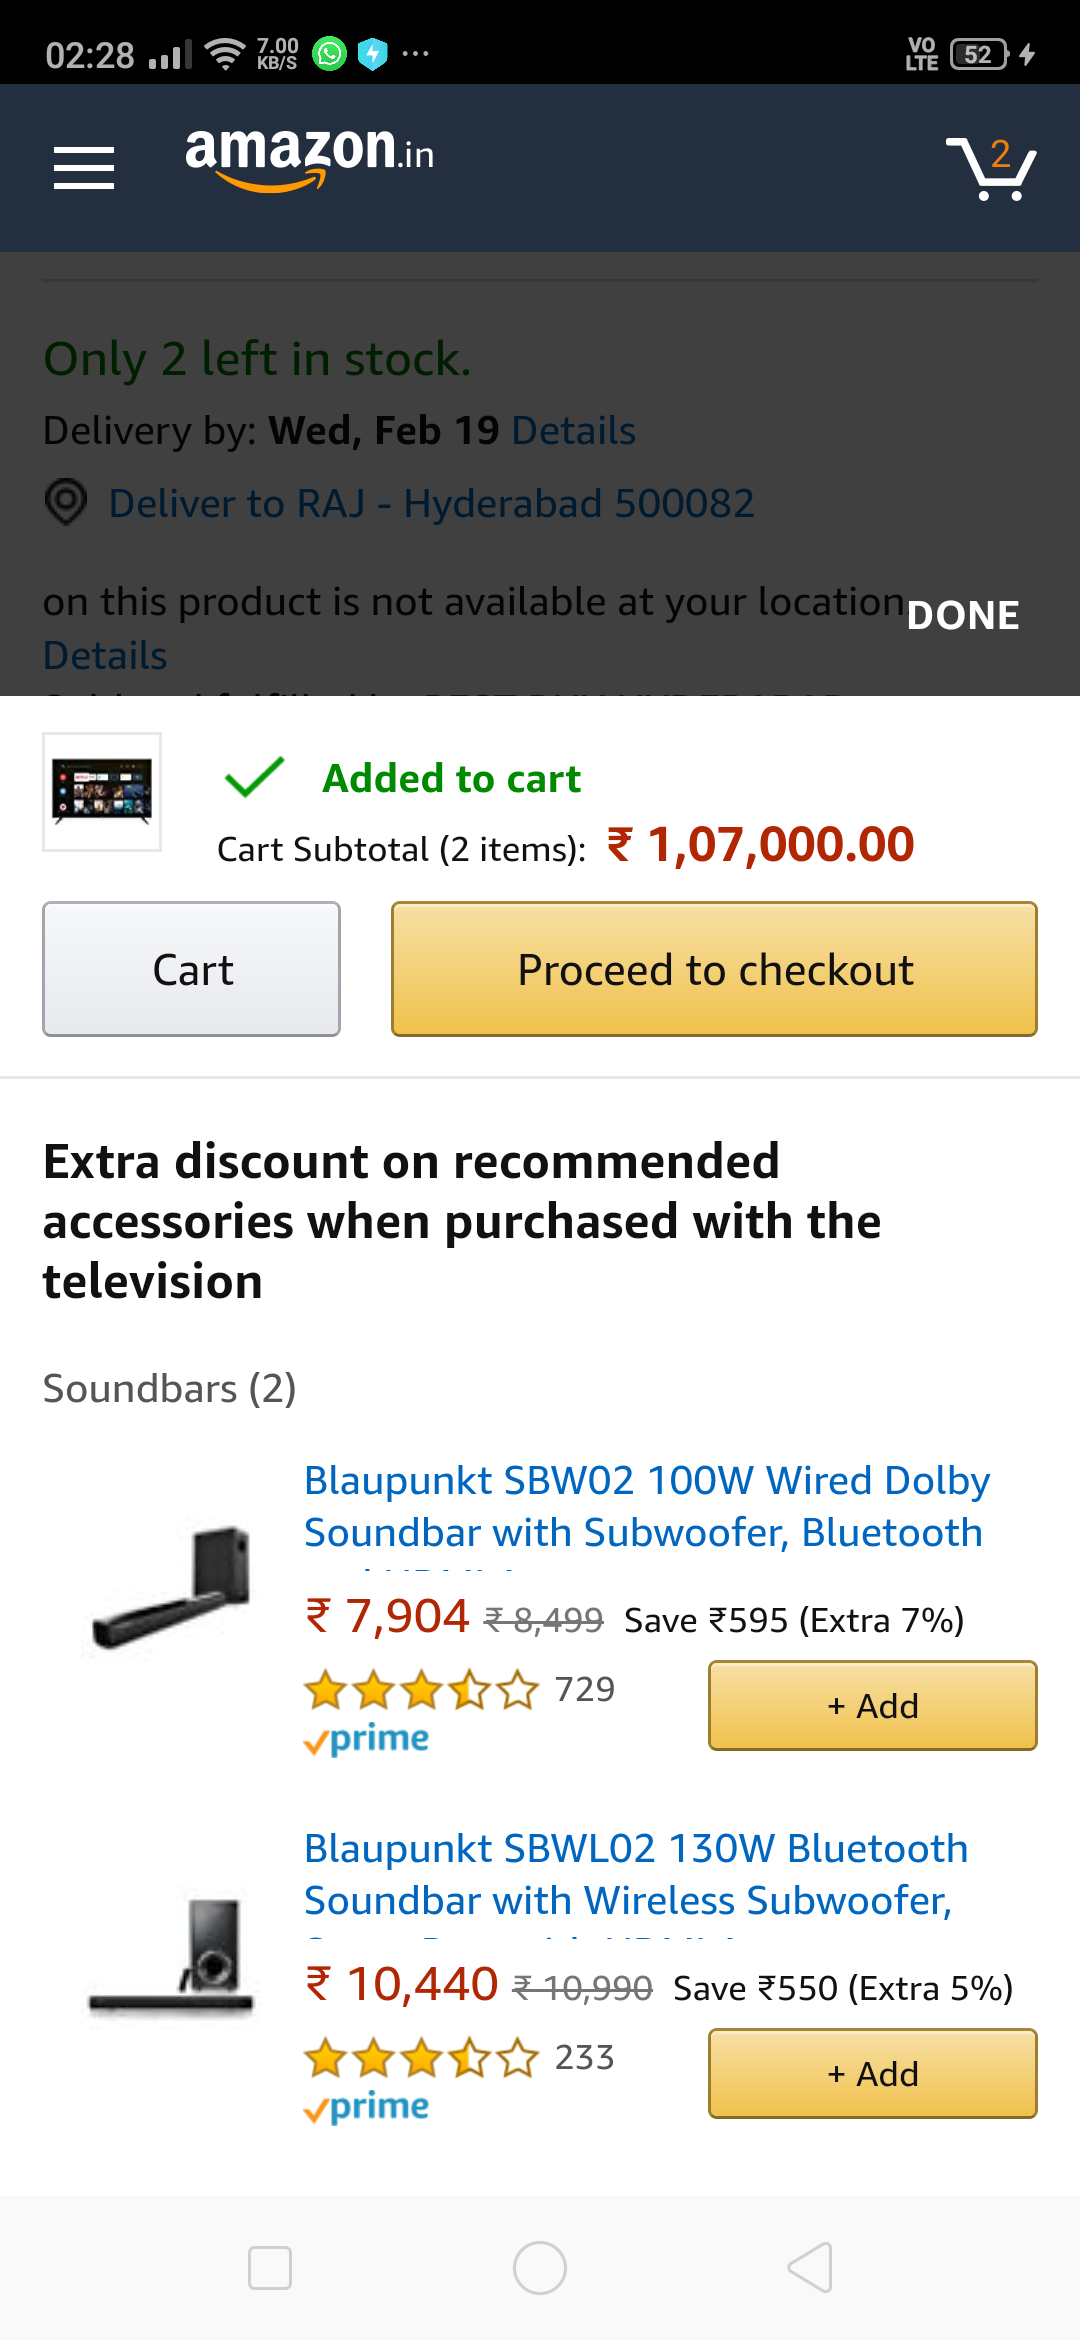 02:28 7.00 KB/S ... VO LTE 52
amazon.in 2
Only 2 left in stock.
Delivery by: Wed, Feb 19 Details
Deliver to RAJ - Hyderabad 500082
on this product is not available at your location.
Details
DONE
Added to cart
Cart Subtotal (2 items): ₹ 1,07,000.00
Cart
Proceed to checkout
Extra discount on recommended
accessories when purchased with the
television
Soundbars (2)
Blaupunkt SBW02 100W Wired Dolby
Soundbar with Subwoofer, Bluetooth
₹ 7,904 ₹ 8,499 Save ₹595 (Extra 7%)
729
prime
+ Add
Blaupunkt SBWL02 130W Bluetooth
Soundbar with Wireless Subwoofer,
₹ 10,440 ₹ 10,990 Save ₹550 (Extra 5%)
233
prime
+ Add